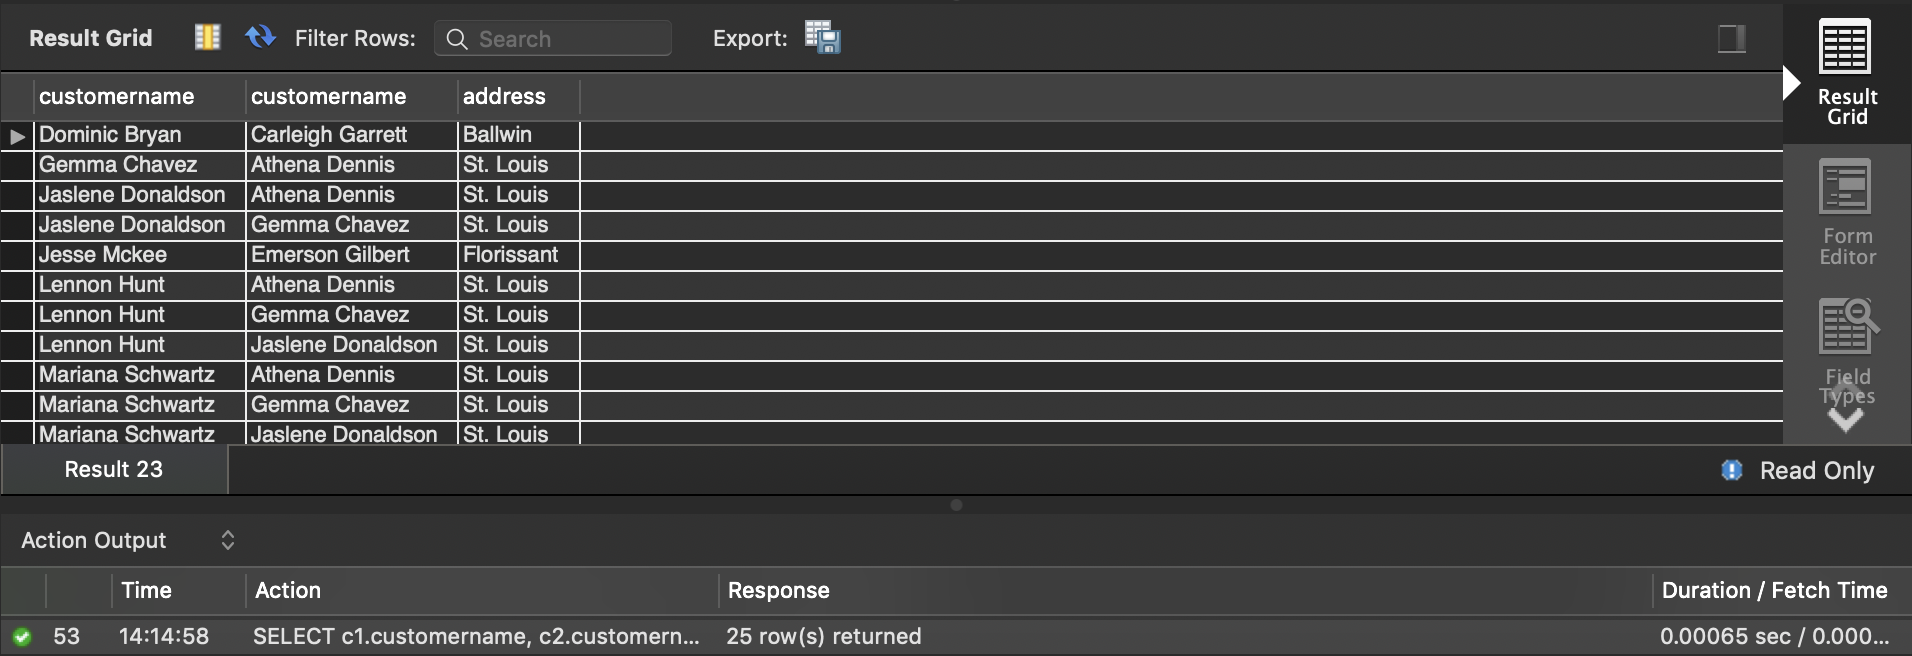 Result Grid Filter Rows: Search Export:
customername customername address
Dominic Bryan Carleigh Garrett Ballwin
Gemma Chavez Athena Dennis St. Louis
Jaslene Donaldson Athena Dennis St. Louis
Jaslene Donaldson Gemma Chavez St. Louis
Jesse Mckee Emerson Gilbert Florissant
Lennon Hunt Athena Dennis St. Louis
Lennon Hunt Gemma Chavez St. Louis
Lennon Hunt Jaslene Donaldson St. Louis
Mariana Schwartz Athena Dennis St. Louis
Mariana Schwartz Gemma Chavez St. Louis
Mariana Schwartz Jaslene Donaldson St. Louis
Result
Grid
Form
Editor
Field
Types
Result 23 Read Only
Action Output
Time Action Response Duration / Fetch Time
53 14:14:58 SELECT c1.customername, c2.customern... 25 row(s) returned 0.00065 sec / 0.000...